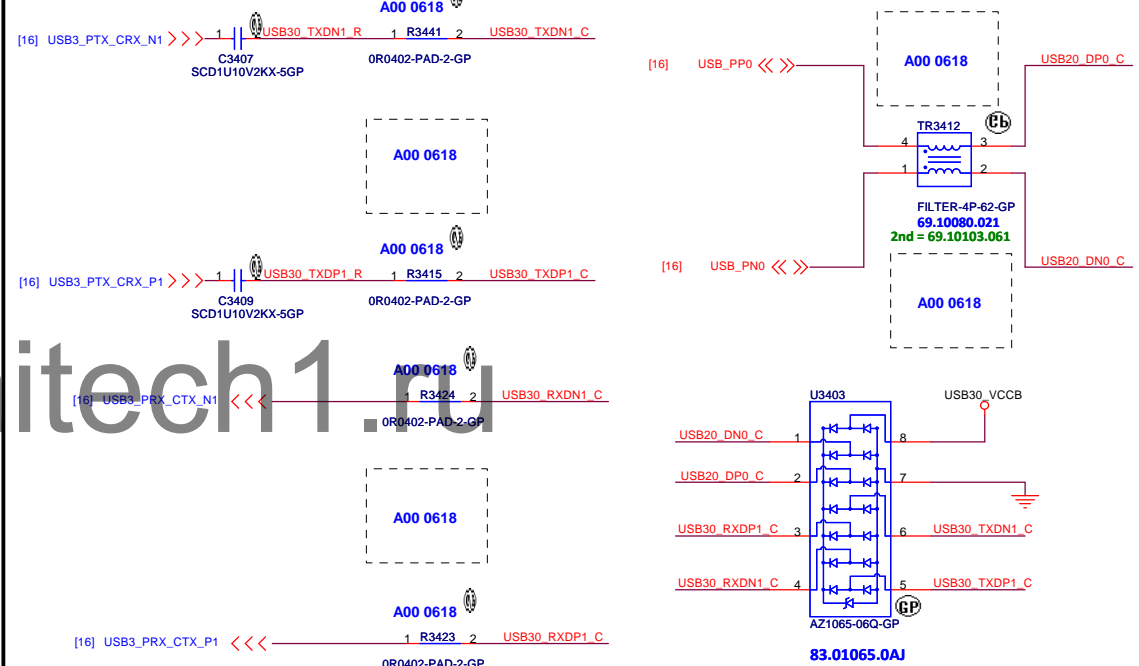 A00 0618
[16] USB3_PTX_CRX_N1 1 USB30_TXDN1_R 1 R3441 2 USB30_TXDN1_C
C3407
SCD1U10V2KX-5GP
0R0402-PAD-2-GP
A00 0618
A00 0618
[16] USB3_PTX_CRX_P1 1 USB30_TXDP1_R 1 R3415 2 USB30_TXDP1_C
C3409
SCD1U10V2KX-5GP
0R0402-PAD-2-GP
itech1.ru
A00 0618
[16] USB3_PRX_CTX_N1 1 R3424 2 USB30_RXDN1_C
0R0402-PAD-2-GP
A00 0618
A00 0618
[16] USB3_PRX_CTX_P1 1 R3423 2 USB30_RXDP1_C
0R0402-PAD-2-GP
[16] USB_PP0
A00 0618
USB20_DP0_C
TR3412
4 3
1 2
FILTER-4P-62-GP
69.10080.021
2nd = 69.10103.061
[16] USB_PN0
USB20_DN0_C
A00 0618
U3403
USB30_VCCB
USB20_DN0_C 1 8
USB20_DP0_C 2 7
USB30_RXDP1_C 3 6 USB30_TXDN1_C
USB30_RXDN1_C 4 5 USB30_TXDP1_C
GP
AZ1065-06Q-GP
83.01065.0AJ